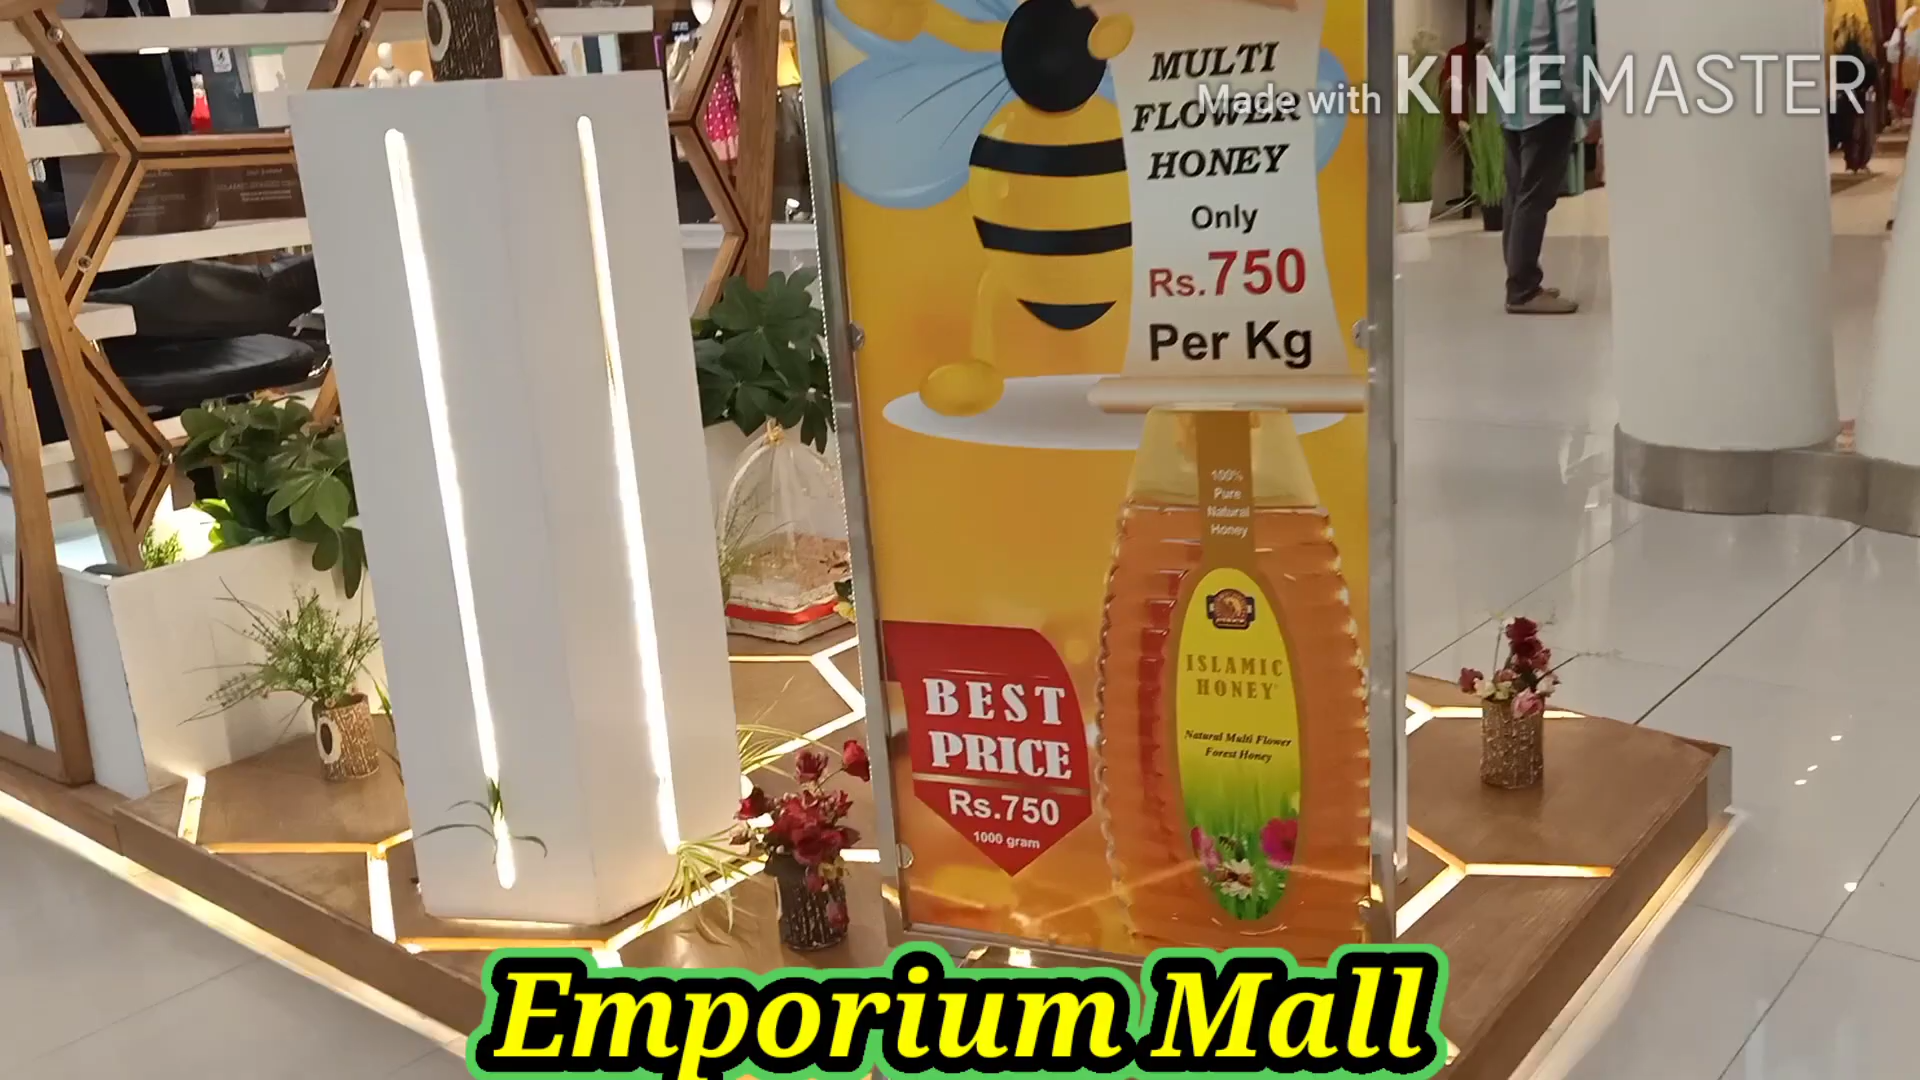 MULTI
FLOWER
HONEY
Only
Rs.750
Per Kg
Made with KINEMASTER
100%
Pure
Natural
Honey
ISLAMIC
HONEY
Natural Multi Flower
Forest Honey
BEST
PRICE
Rs.750
1000 gram
Emporium Mall